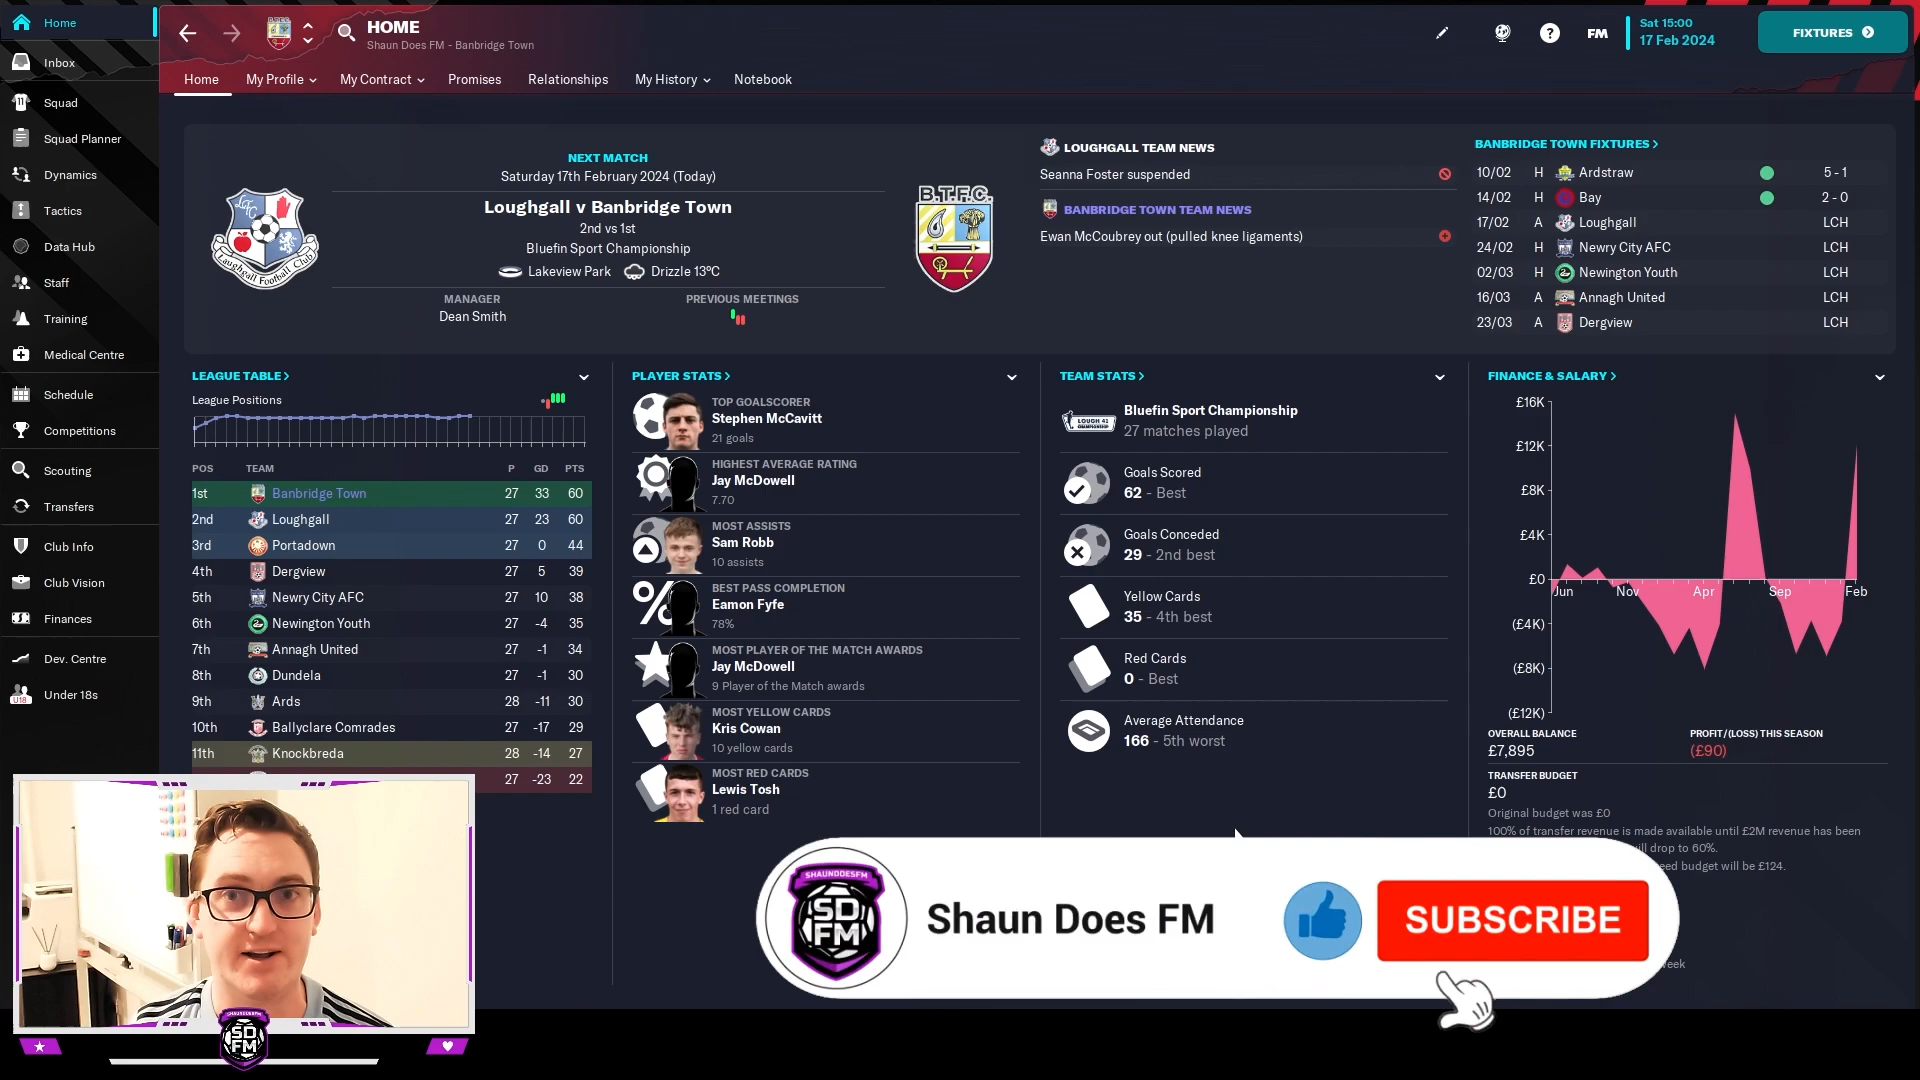 Home
Inbox
Squad
Squad Planner
Dynamics
Tactics
Data Hub
Staff
Training
Medical Centre
Schedule
Competitions
Scouting
Transfers
Club Info
Club Vision
Finances
Dev. Centre
Under 18s
HOME
Shaun Does FM - Banbridge Town
FM
Sat 15:00
17 Feb 2024
FIXTURES
Home My Profile My Contract Promises Relationships My History Notebook
NEXT MATCH
Saturday 17th February 2024 (Today)
Loughgall v Banbridge Town
2nd vs 1st
Bluefin Sport Championship
Lakeview Park Drizzle 13ºC
MANAGER
Dean Smith
PREVIOUS MEETINGS
B.T.F.C.
LOUGHGALL TEAM NEWS
Seanna Foster suspended
BANBRIDGE TOWN TEAM NEWS
Ewan McCoubrey out (pulled knee ligaments)
BANBRIDGE TOWN FIXTURES
10/02 H Ardstraw 5 - 1
14/02 H Bay 2 - 0
17/02 A Loughgall LCH
24/02 H Newry City AFC LCH
02/03 H Newington Youth LCH
16/03 A Annagh United LCH
23/03 A Dergview LCH
LEAGUE TABLE
League Positions
POS TEAM P GD PTS
1st Banbridge Town 27 33 60
2nd Loughgall 27 23 60
3rd Portadown 27 0 44
4th Dergview 27 5 39
5th Newry City AFC 27 10 38
6th Newington Youth 27 -4 35
7th Annagh United 27 -1 34
8th Dundela 27 -1 30
9th Ards 28 -11 30
10th Ballyclare Comrades 27 -17 29
11th Knockbreda 28 -14 27
27 -23 22
PLAYER STATS
TOP GOALSCORER
Stephen McCavitt
21 goals
HIGHEST AVERAGE RATING
Jay McDowell
7.70
MOST ASSISTS
Sam Robb
10 assists
BEST PASS COMPLETION
Eamon Fyfe
78%
MOST PLAYER OF THE MATCH AWARDS
Jay McDowell
9 Player of the Match awards
MOST YELLOW CARDS
Kris Cowan
10 yellow cards
MOST RED CARDS
Lewis Tosh
1 red card
TEAM STATS
Bluefin Sport Championship
27 matches played
Goals Scored
62 - Best
Goals Conceded
29 - 2nd best
Yellow Cards
35 - 4th best
Red Cards
0 - Best
Average Attendance
166 - 5th worst
FINANCE & SALARY
£16K
£12K
£8K
£4K
£0
(£4K)
(£8K)
(£12K)
Jun Nov Apr Sep Feb
OVERALL BALANCE
£7,895
PROFIT/(LOSS) THIS SEASON
(£90)
TRANSFER BUDGET
£0
Original budget was £0
100% of transfer revenue is made available until £2M revenue has been
will drop to 60%.
budget will be £124.
SHAUNDOESFM
SD
FM
Shaun Does FM
SUBSCRIBE
SHAUNDOESFM
SD
FM